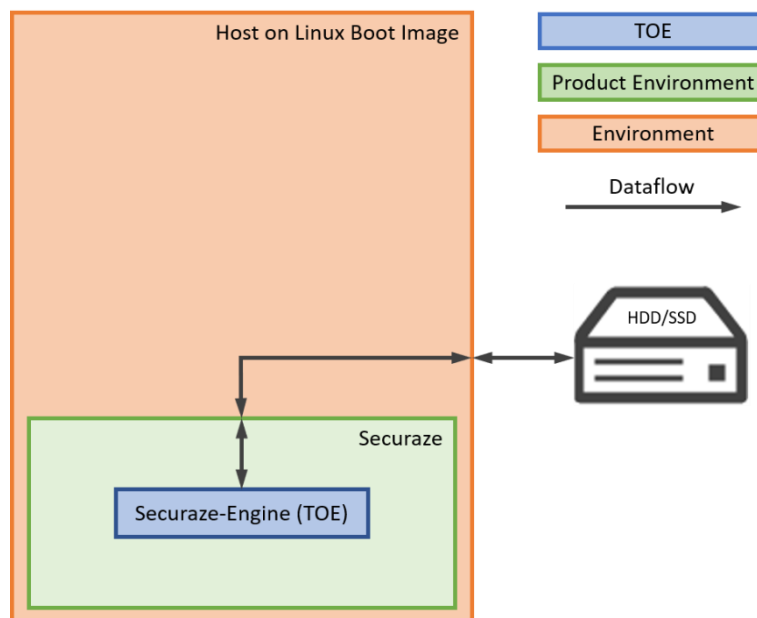 Host on Linux Boot Image
TOE
Product Environment
Environment
Dataflow
HDD/SSD
Securaze
Securaze-Engine (TOE)